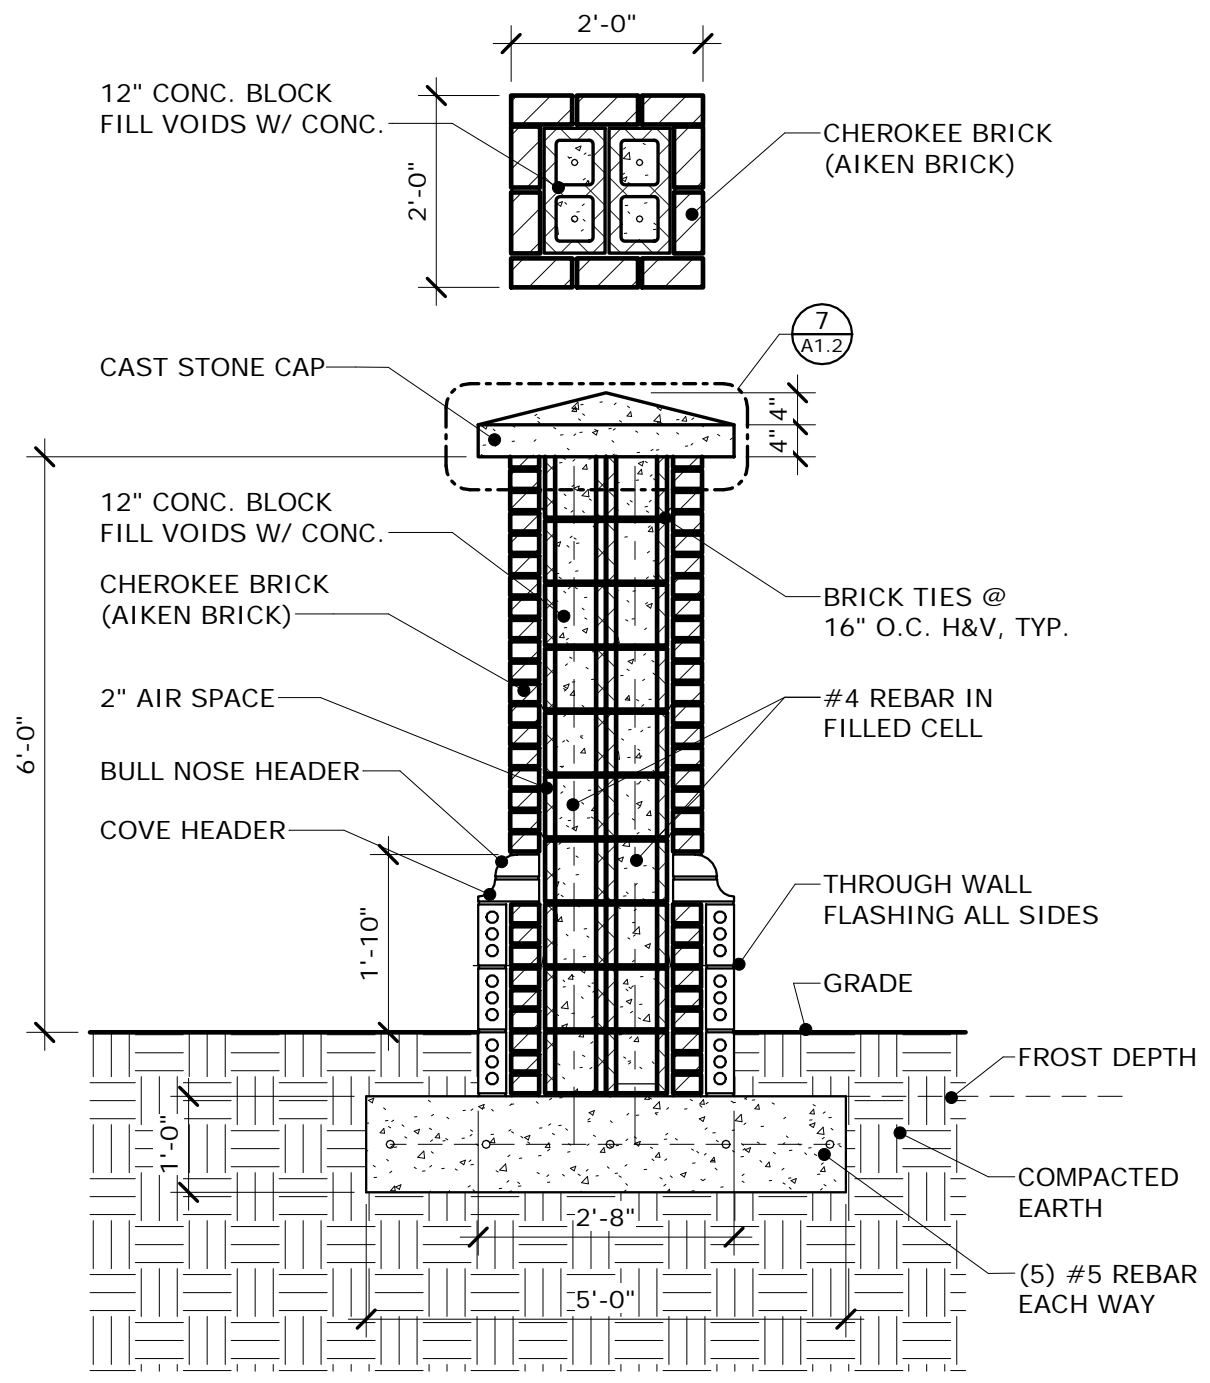 2'-0"
12" CONC. BLOCK
FILL VOIDS W/ CONC.
2'-0"
CHEROKEE BRICK
(AIKEN BRICK)
7
A1.2
CAST STONE CAP
4"
4"
12" CONC. BLOCK
FILL VOIDS W/ CONC.
CHEROKEE BRICK
(AIKEN BRICK)
BRICK TIES @
16" O.C. H&V, TYP.
2" AIR SPACE
#4 REBAR IN
FILLED CELL
6'-0"
BULL NOSE HEADER
COVE HEADER
THROUGH WALL
FLASHING ALL SIDES
1'-10"
GRADE
FROST DEPTH
1'-0"
COMPACTED
EARTH
2'-8"
(5) #5 REBAR
EACH WAY
5'-0"